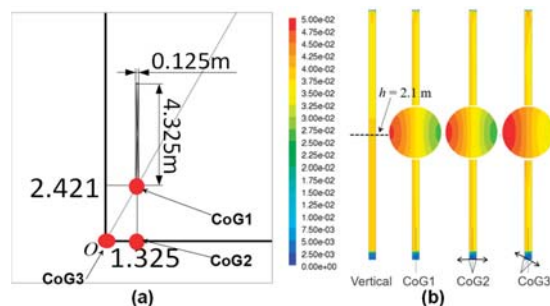 (a)
0.125m
4.325m
2.421
CoG1
O
1.325
CoG2
CoG3
(a)
(b)
5.00e-02
4.75e-02
4.50e-02
4.25e-02
4.00e-02
3.75e-02
3.50e-02
3.25e-02
3.00e-02
2.75e-02
2.50e-02
2.25e-02
2.00e-02
1.75e-02
1.50e-02
1.25e-02
1.00e-02
7.50e-03
5.00e-03
2.50e-03
0.00e+00
h = 2.1 m
Vertical CoG1 CoG2 CoG3
(b)